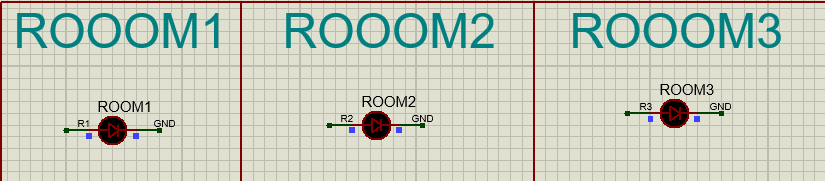 ROOOM1 ROOOM2 ROOOM3
ROOM1 ROOM2 ROOM3
R1 GND R2 GND R3 GND